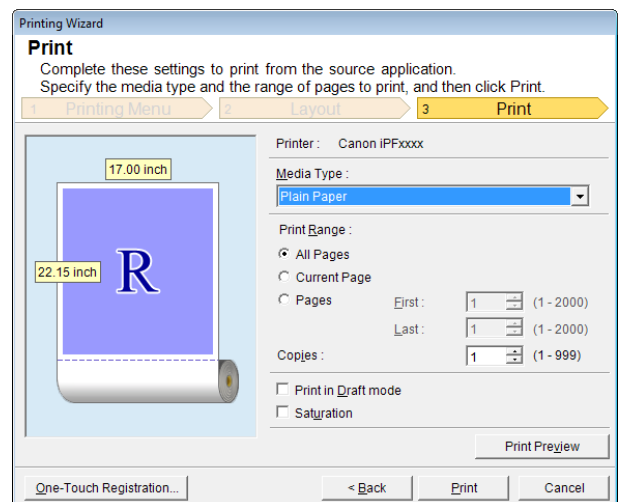 Printing Wizard
Print
Complete these settings to print from the source application.
Specify the media type and the range of pages to print, and then click Print.
1 Printing Menu 2 Layout 3 Print
Printer : Canon iPFxxxx
17.00 inch
Media Type :
Plain Paper
Print Range :
All Pages
22.15 inch
R
Current Page
Pages First : 1 (1 - 2000)
Last : 1 (1 - 2000)
Copies : 1 (1 - 999)
Print in Draft mode
Saturation
Print Preview
One-Touch Registration... < Back Print Cancel